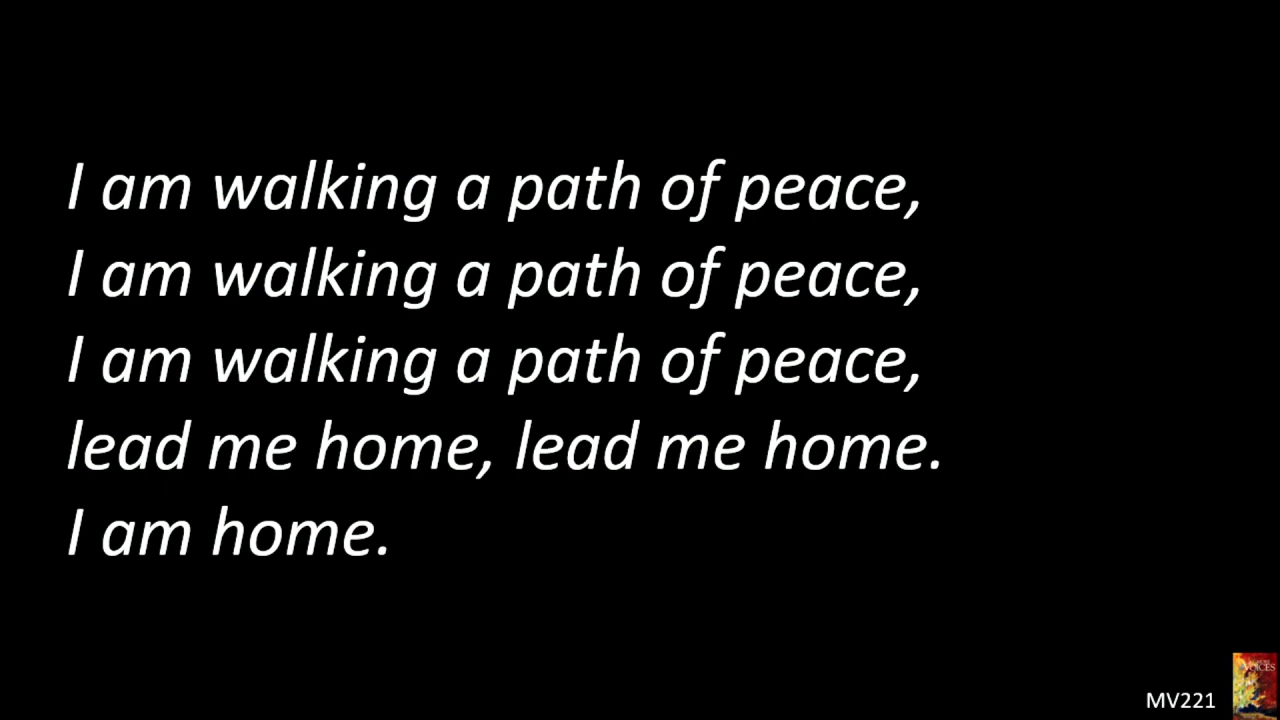 I am walking a path of peace,
I am walking a path of peace,
I am walking a path of peace,
lead me home, lead me home.
I am home.
MV221
VOICES